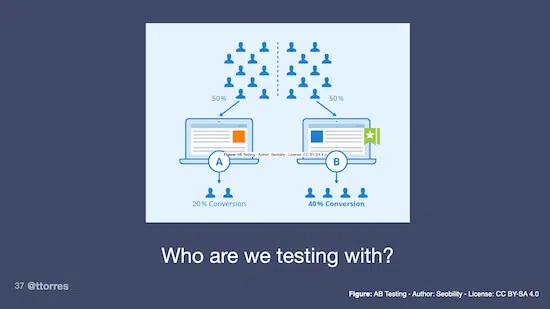 50%
50%
A
B
Figure: AB Testing - Author: Seobility - License: CC BY-SA 4.0
20% Conversion
40% Conversion
Who are we testing with?
37 @ttorres
Figure: AB Testing - Author: Seobility - License: CC BY-SA 4.0